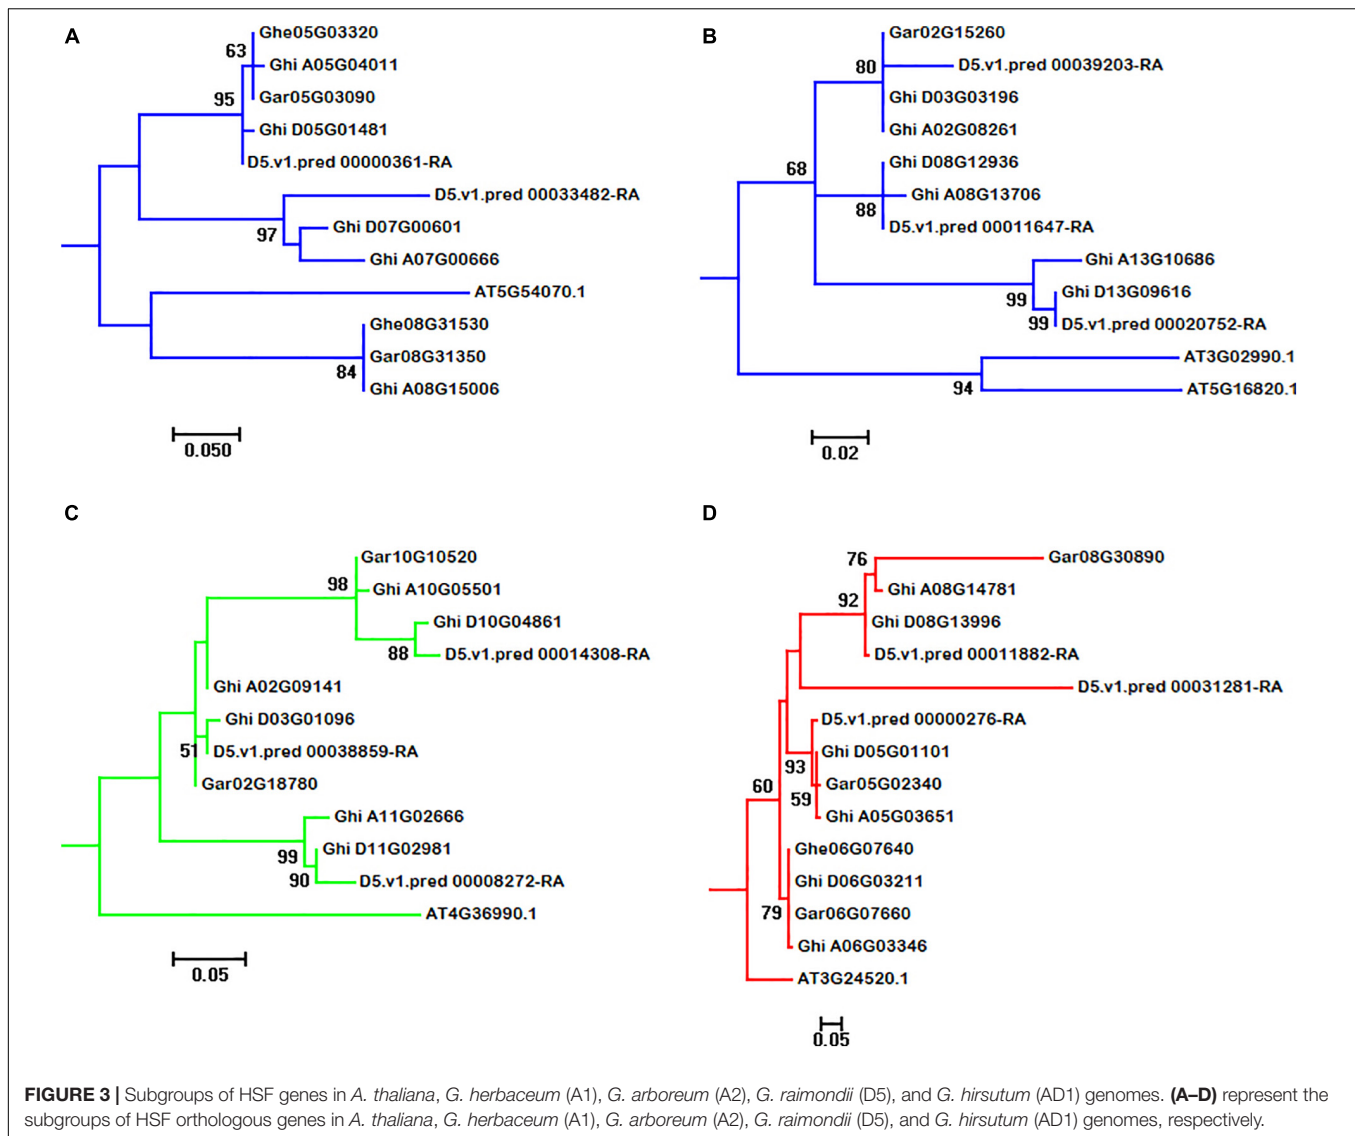 A
Ghe05G03320
63
Ghi A05G04011
95
Gar05G03090
Ghi D05G01481
D5.v1.pred 00000361-RA
D5.v1.pred 00033482-RA
Ghi D07G00601
97
Ghi A07G00666
AT5G54070.1
Ghe08G31530
Gar08G31350
84
Ghi A08G15006
0.050
B
Gar02G15260
80
D5.v1.pred 00039203-RA
Ghi D03G03196
Ghi A02G08261
68
Ghi D08G12936
Ghi A08G13706
88
D5.v1.pred 00011647-RA
Ghi A13G10686
99
Ghi D13G09616
99
D5.v1.pred 00020752-RA
AT3G02990.1
94
AT5G16820.1
0.02
C
Gar10G10520
98
Ghi A10G05501
Ghi D10G04861
88
D5.v1.pred 00014308-RA
Ghi A02G09141
Ghi D03G01096
51
D5.v1.pred 00038859-RA
Gar02G18780
Ghi A11G02666
99
Ghi D11G02981
90
D5.v1.pred 00008272-RA
AT4G36990.1
0.05
D
76
Gar08G30890
Ghi A08G14781
92
Ghi D08G13996
D5.v1.pred 00011882-RA
D5.v1.pred 00031281-RA
D5.v1.pred 00000276-RA
Ghi D05G01101
93
60
Gar05G02340
59
Ghi A05G03651
Ghe06G07640
Ghi D06G03211
79
Gar06G07660
Ghi A06G03346
AT3G24520.1
0.05
FIGURE 3 | Subgroups of HSF genes in A. thaliana, G. herbaceum (A1), G. arboreum (A2), G. raimondii (D5), and G. hirsutum (AD1) genomes. (A–D) represent the
subgroups of HSF orthologous genes in A. thaliana, G. herbaceum (A1), G. arboreum (A2), G. raimondii (D5), and G. hirsutum (AD1) genomes, respectively.